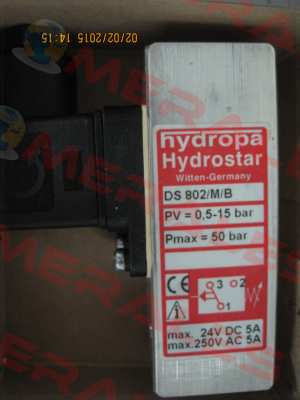 02/02/2015 14:15
hydropa
Hydrostar
Witten-Germany
DS 802/M/B
PV = 0,5-15 bar
Pmax = 50 bar
CE
3
2
1
max. 24V DC 5A
max.250V AC 5A